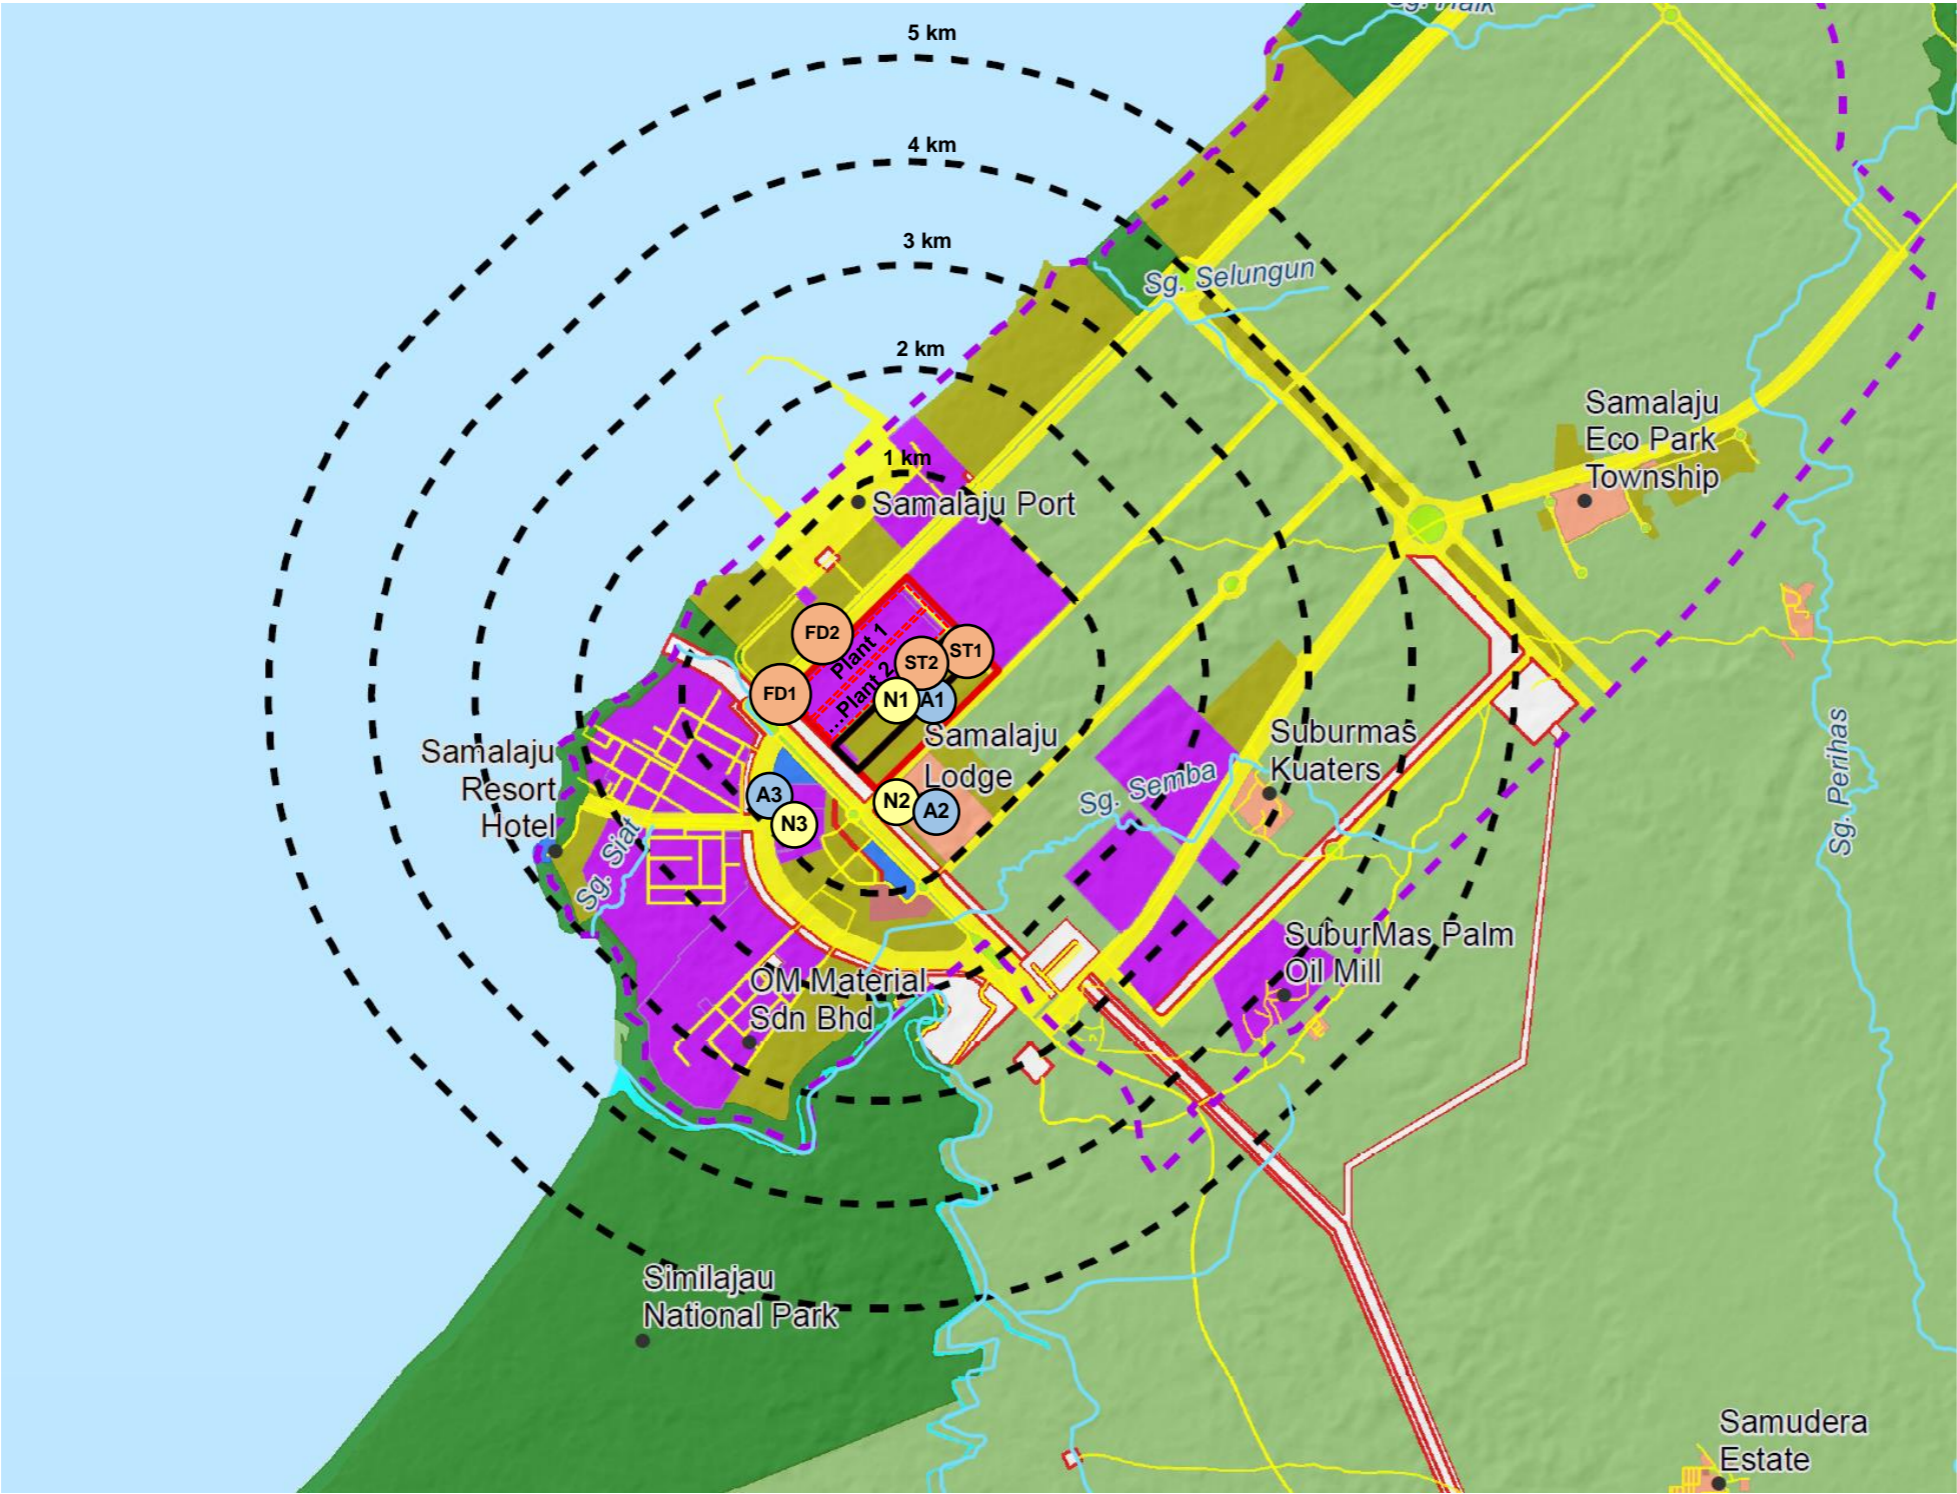 Sg.
5 km
4 km
3 km
Sg. Selungun
2 km
Samalaju
Eco Park
Township
1 km
Samalaju Port
FD2
Plant 1
ST1
ST2
FD1
...Plant 2
N1
A1
Samalaju
Lodge
Suburmas
Kuaters
Samalaju
Resort
Hotel
Sg. Semba
Sg. Perihas
A3
N3
N2
A2
Sg. Siat
SuburMas Palm
Oil Mill
OM Material
Sdn Bhd
Similajau
National Park
Samudera
Estate